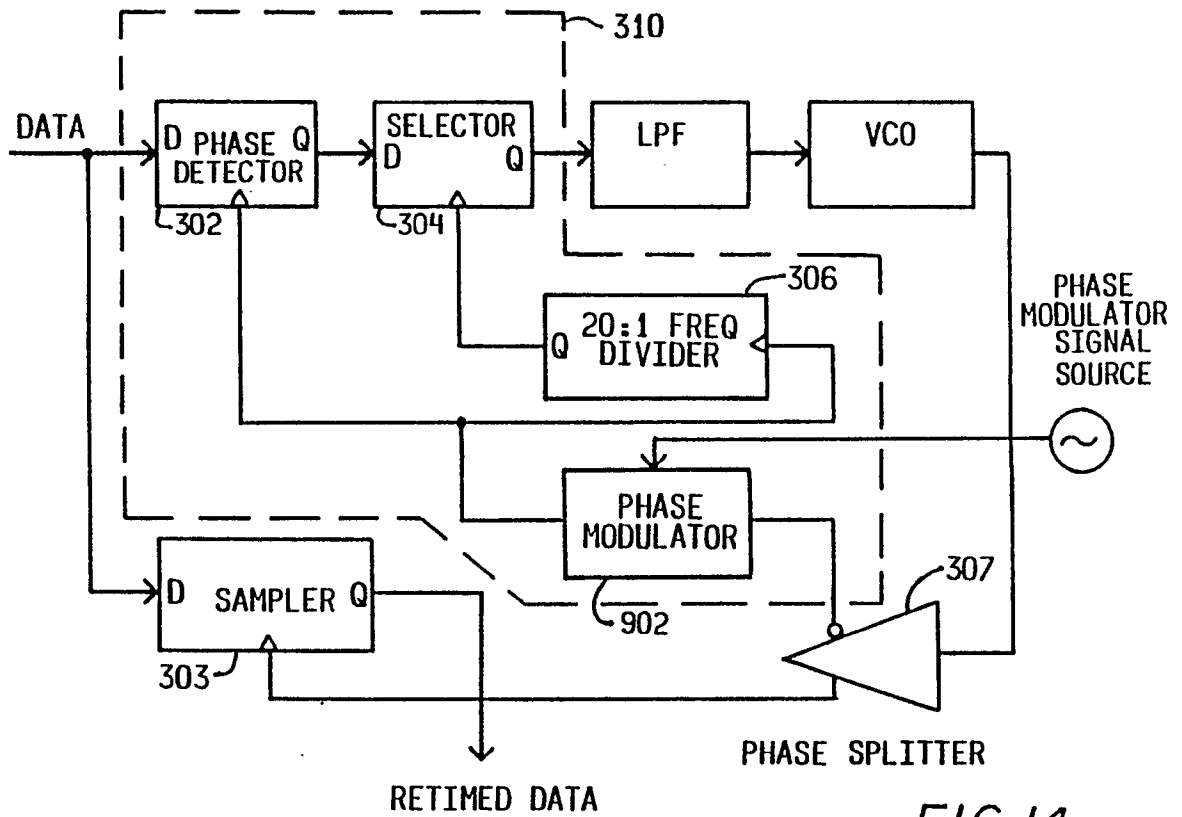 310
DATA
D PHASE Q
DETECTOR
302
SELECTOR
D Q
304
LPF
VCO
306
Q 20:1 FREQ
DIVIDER
PHASE
MODULATOR
SIGNAL
SOURCE
PHASE
MODULATOR
902
307
D SAMPLER Q
303
PHASE SPLITTER
RETIMED DATA